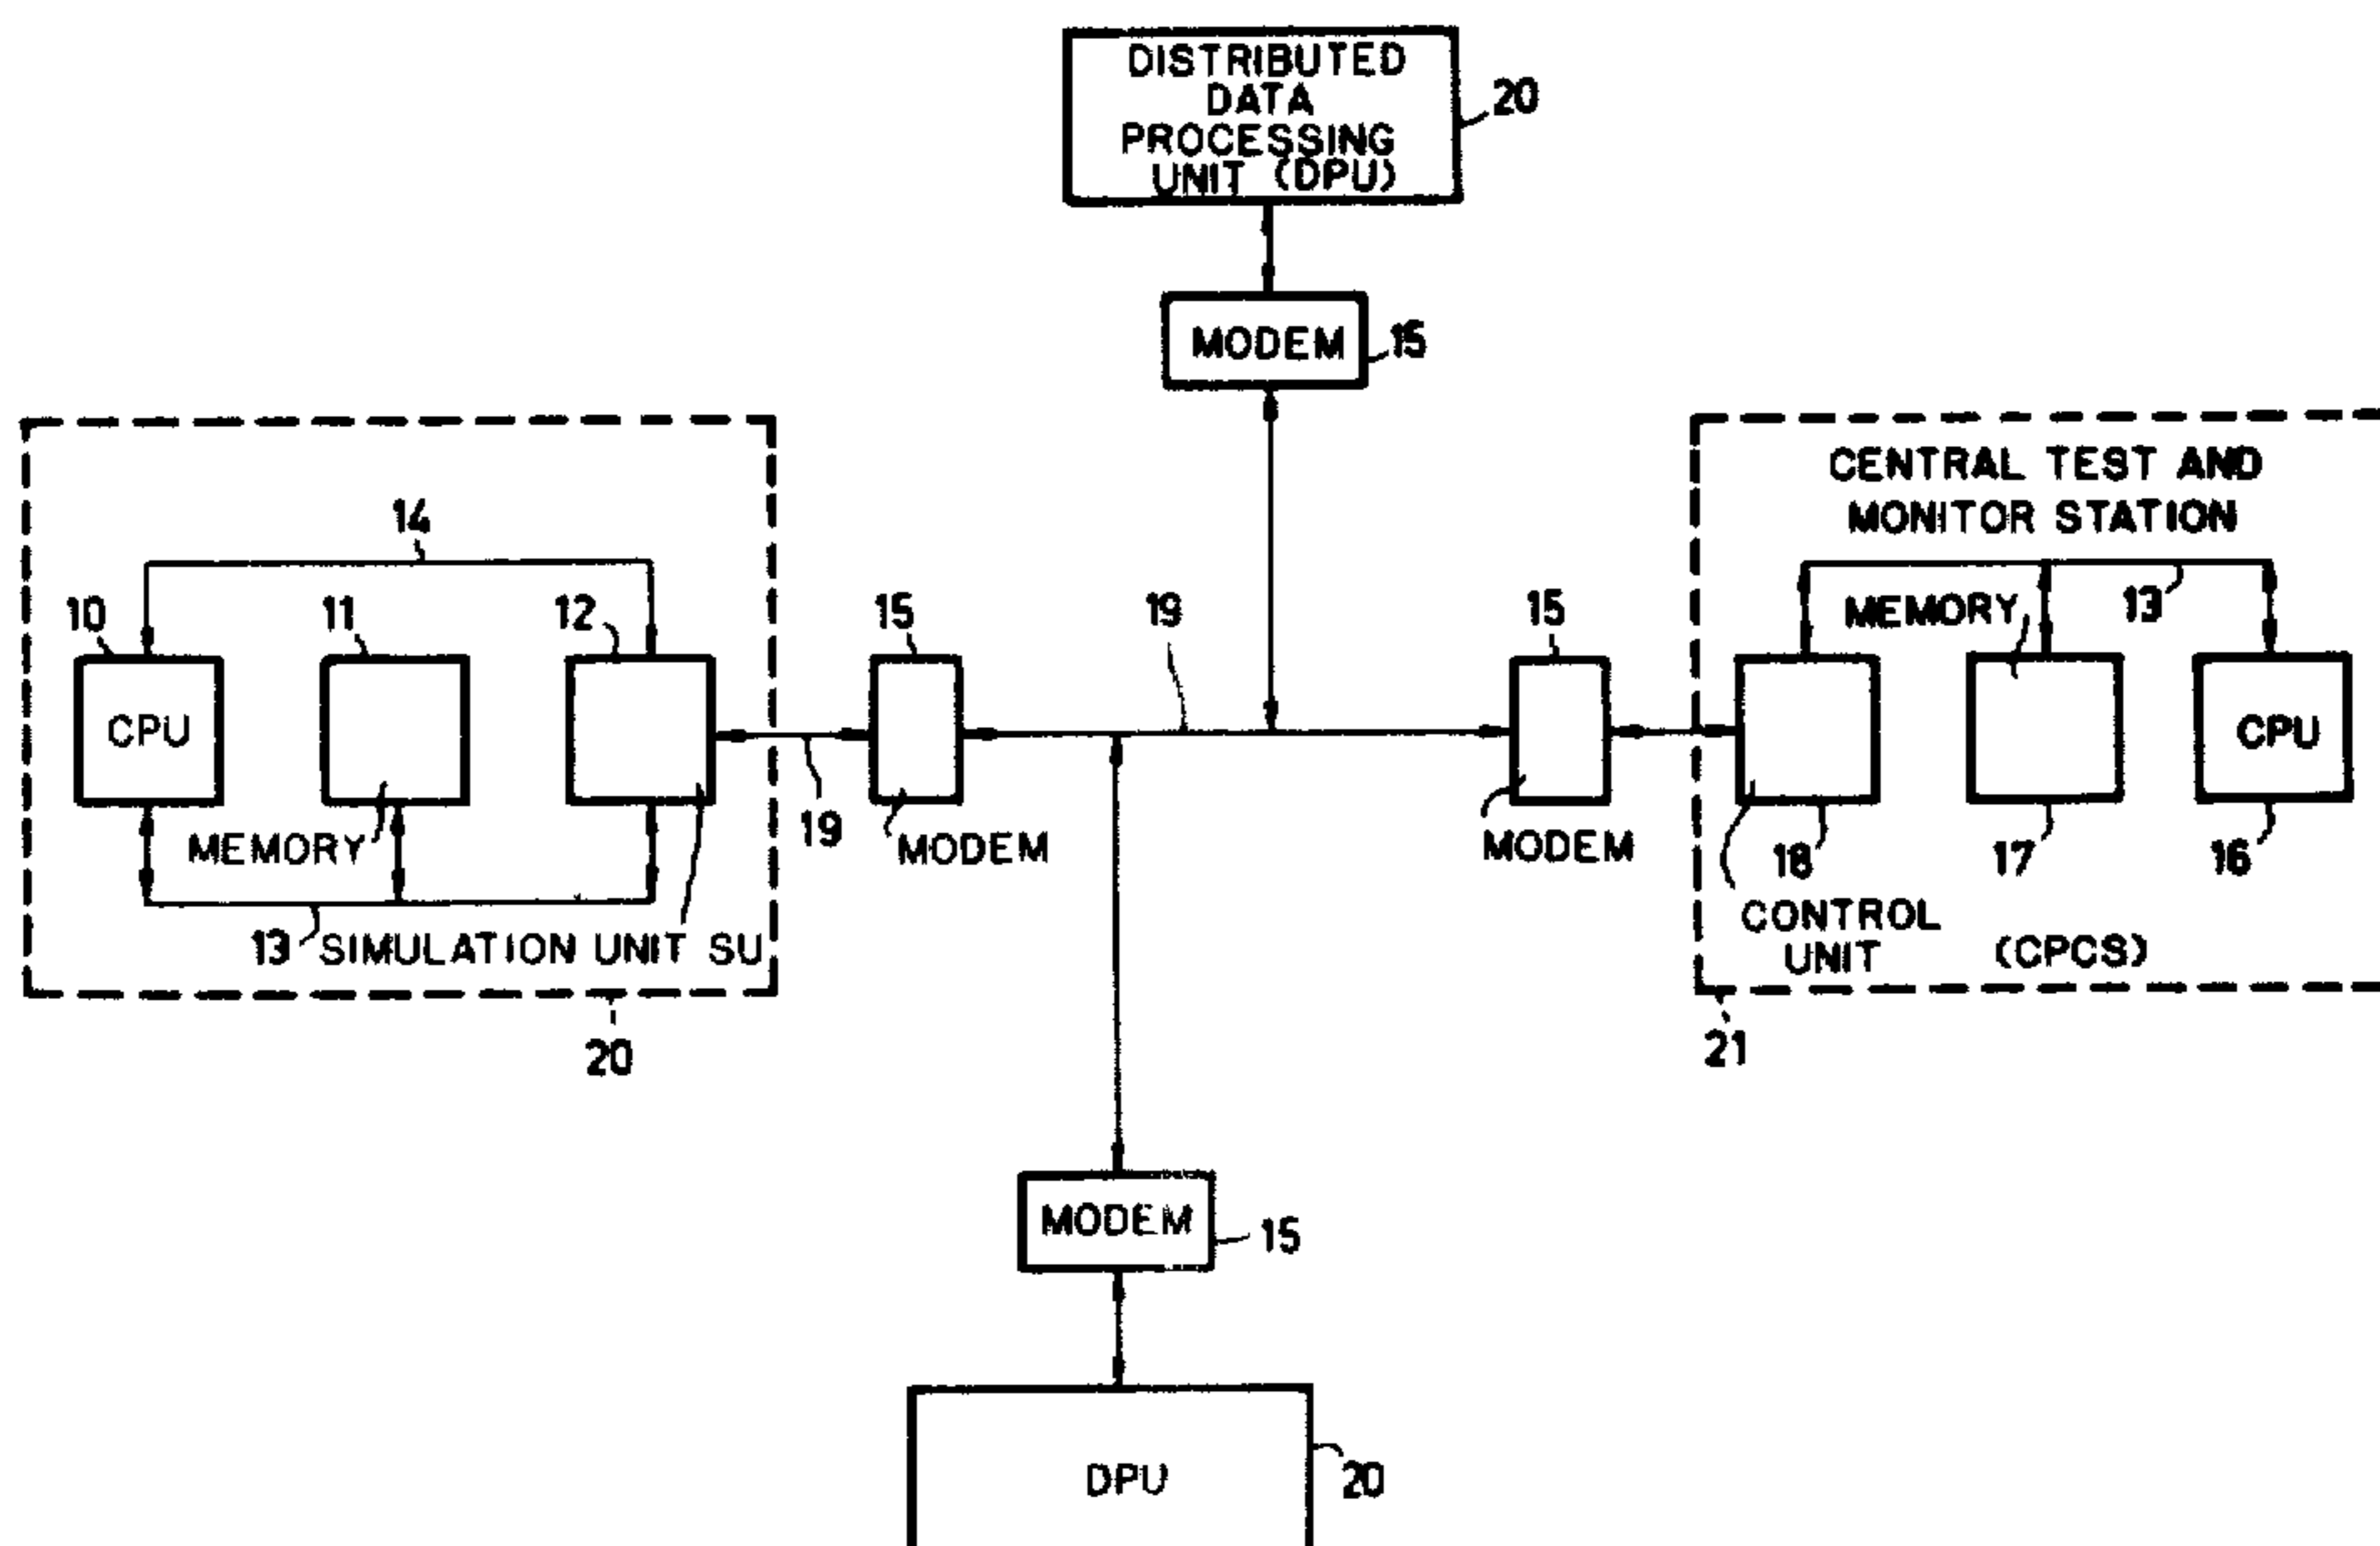 DISTRIBUTED
DATA
PROCESSING
UNIT (DPU)
20
MODEM
15
14
10
11
12
CPU
MEMORY
13
SIMULATION UNIT SU
20
19
15
MODEM
19
15
MODEM
CENTRAL TEST AND
MONITOR STATION
MEMORY
13
CPU
18
17
16
CONTROL
UNIT
(CPCS)
21
MODEM
15
DPU
20